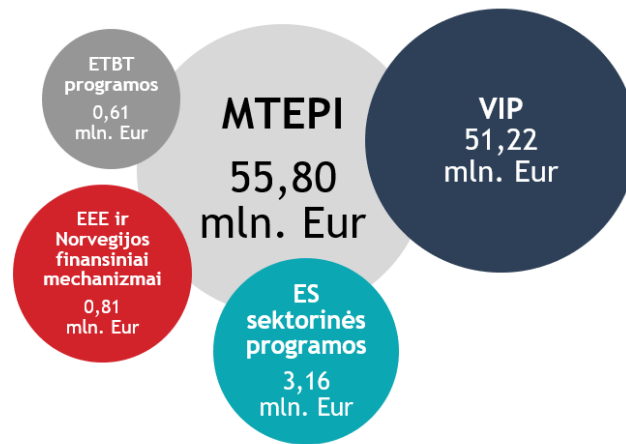 ETBT
programos
0,61
mln. Eur
MTEPI
55,80
mln. Eur
VIP
51,22
mln. Eur
EEE ir
Norvegijos
finansiniai
mechanizmai
0,81
mln. Eur
ES
sektorinės
programos
3,16
mln. Eur